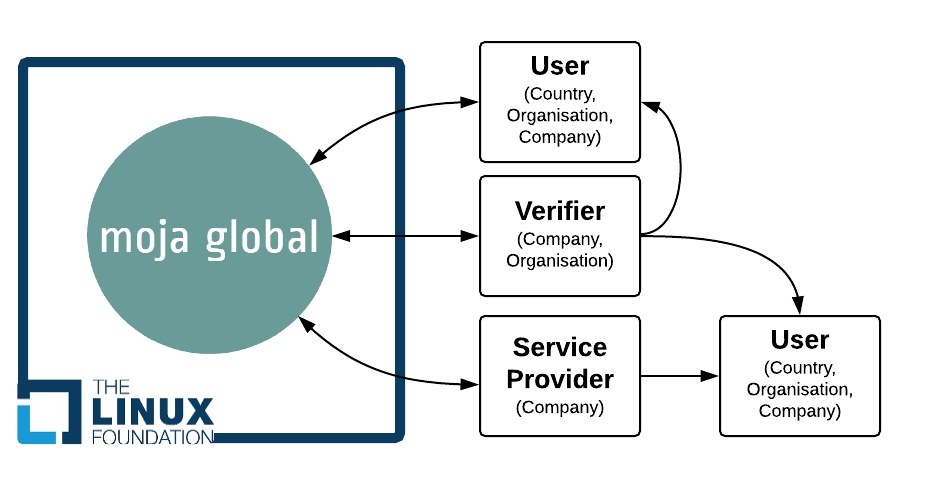 moja global
THE
LINUX
FOUNDATION
User
(Country,
Organisation,
Company)
Verifier
(Company,
Organisation)
Service
Provider
(Company)
User
(Country,
Organisation,
Company)